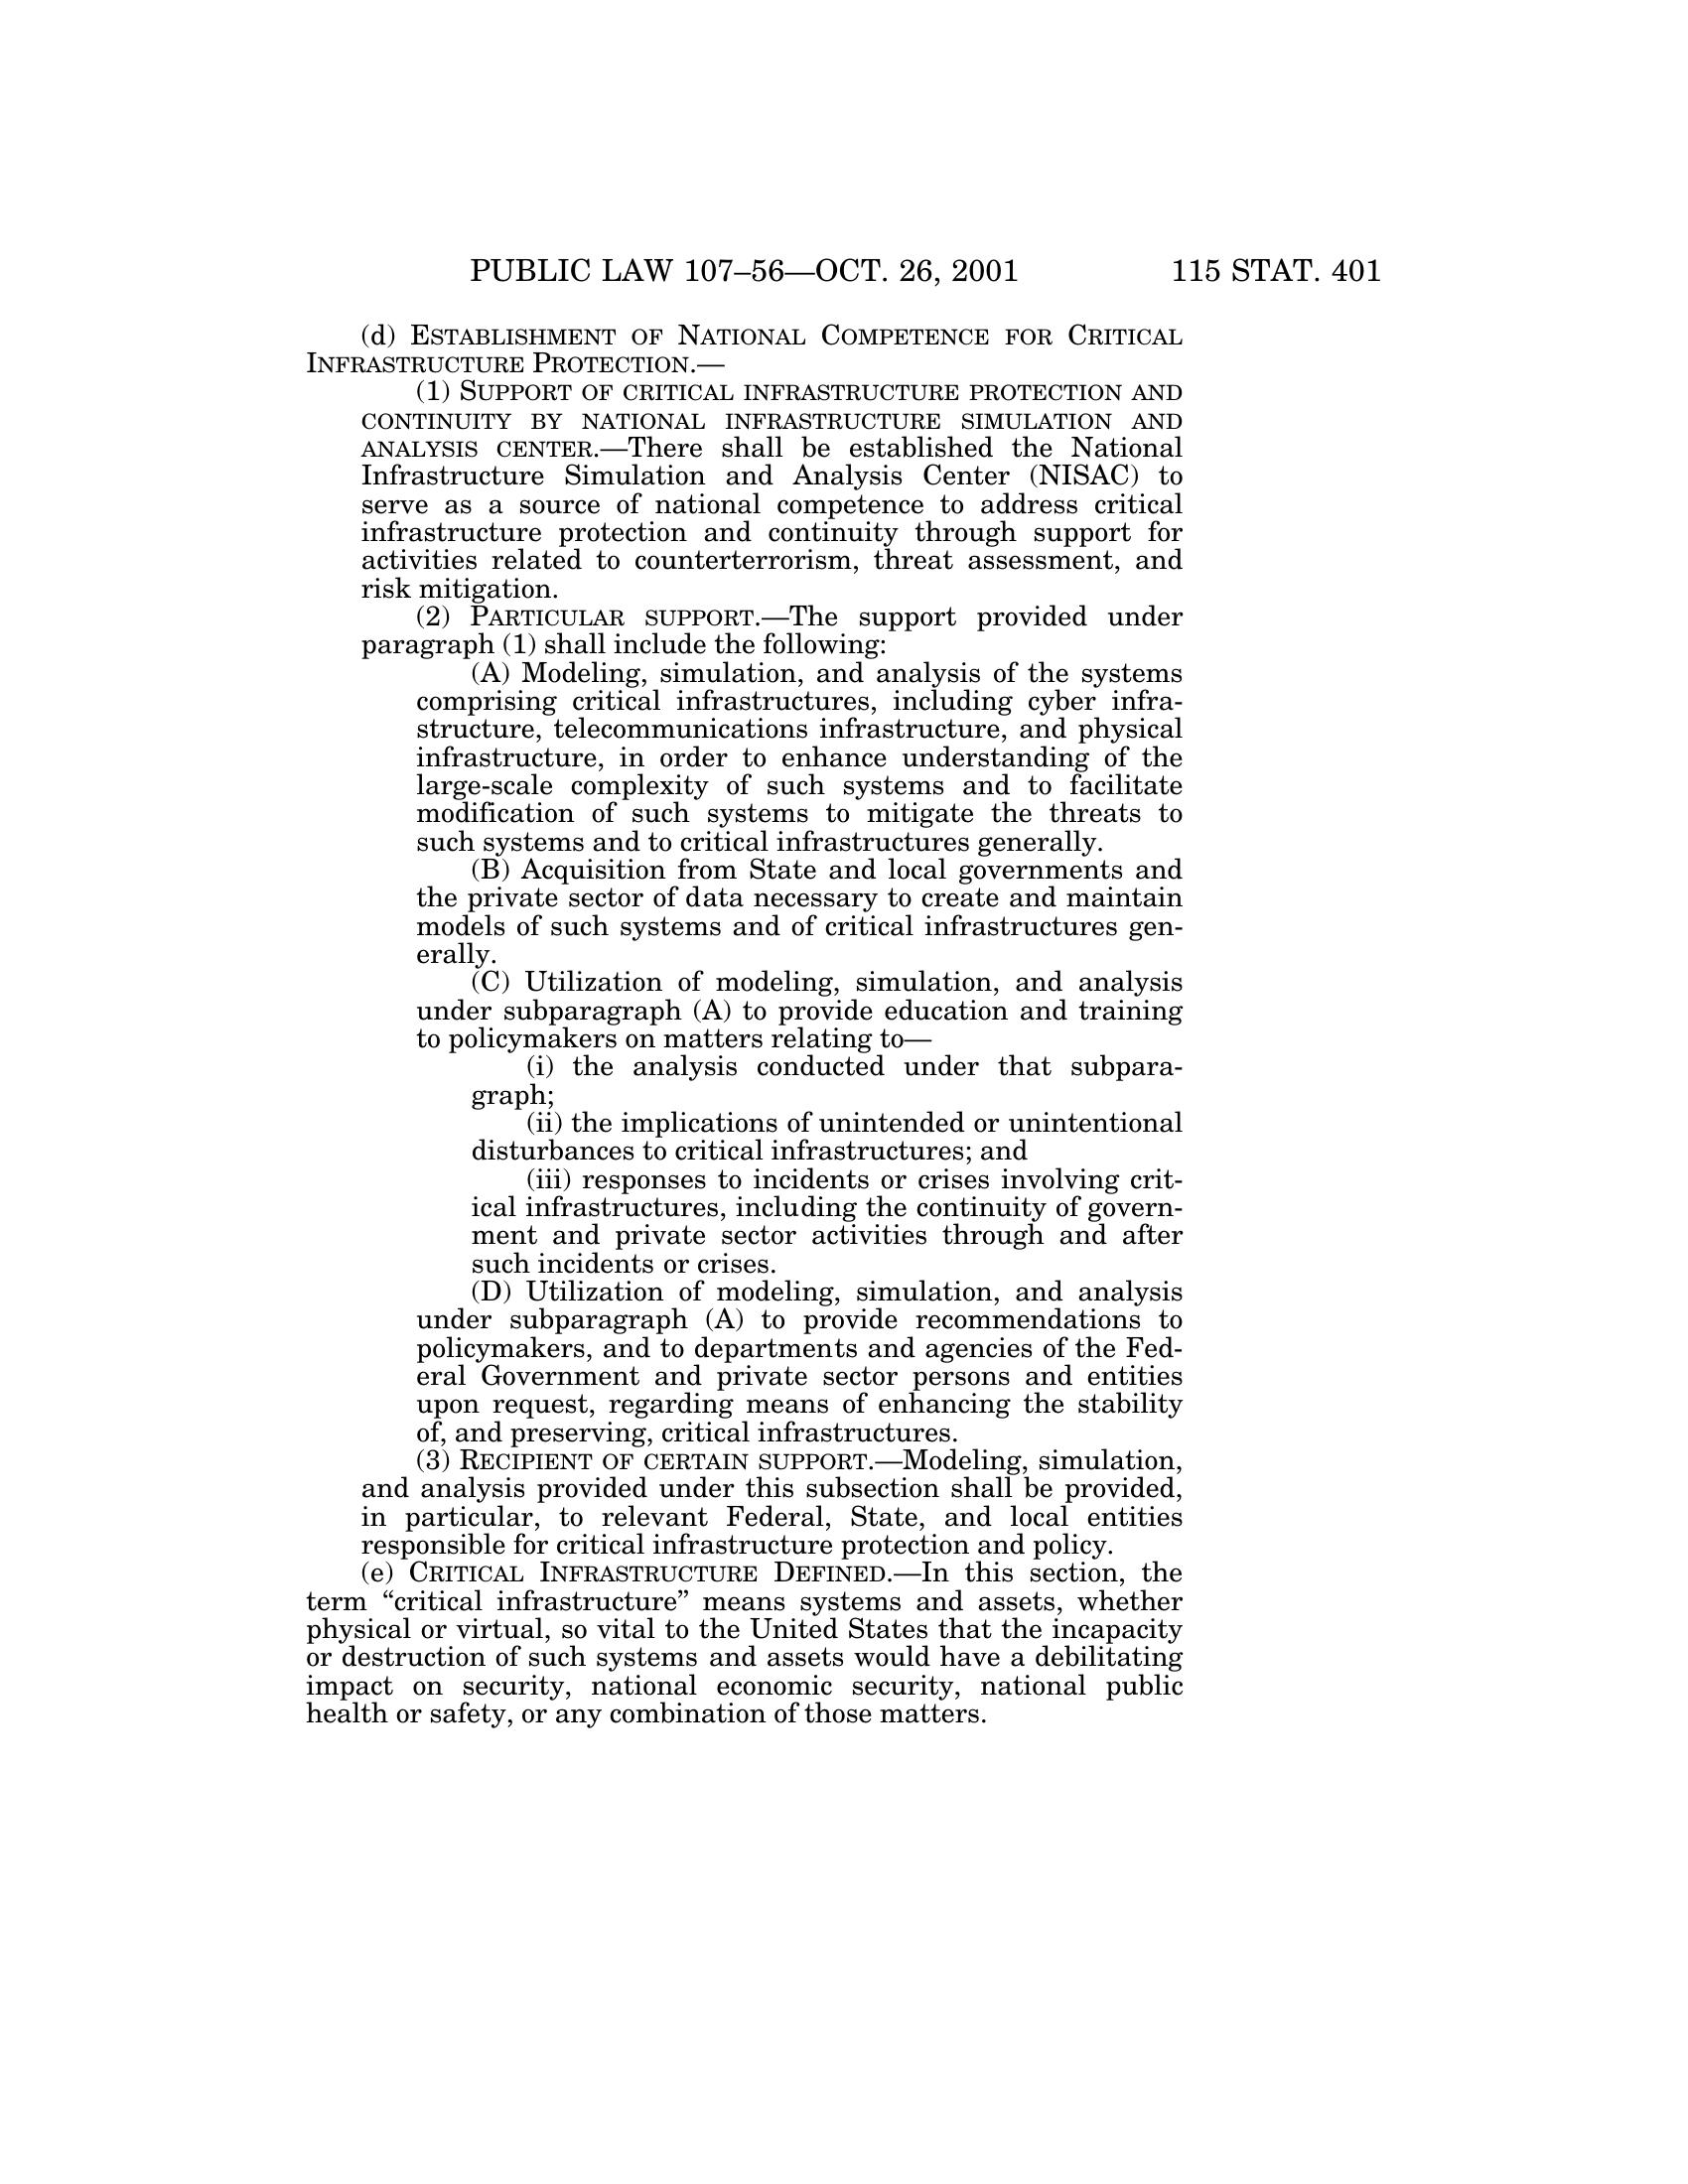 PUBLIC LAW 107–56—OCT. 26, 2001 115 STAT. 401
(d) ESTABLISHMENT OF NATIONAL COMPETENCE FOR CRITICAL
INFRASTRUCTURE PROTECTION.—
(1) SUPPORT OF CRITICAL INFRASTRUCTURE PROTECTION AND
CONTINUITY BY NATIONAL INFRASTRUCTURE SIMULATION AND
ANALYSIS CENTER.—There shall be established the National
Infrastructure Simulation and Analysis Center (NISAC) to
serve as a source of national competence to address critical
infrastructure protection and continuity through support for
activities related to counterterrorism, threat assessment, and
risk mitigation.
(2) PARTICULAR SUPPORT.—The support provided under
paragraph (1) shall include the following:
(A) Modeling, simulation, and analysis of the systems
comprising critical infrastructures, including cyber infra-
structure, telecommunications infrastructure, and physical
infrastructure, in order to enhance understanding of the
large-scale complexity of such systems and to facilitate
modification of such systems to mitigate the threats to
such systems and to critical infrastructures generally.
(B) Acquisition from State and local governments and
the private sector of data necessary to create and maintain
models of such systems and of critical infrastructures gen-
erally.
(C) Utilization of modeling, simulation, and analysis
under subparagraph (A) to provide education and training
to policymakers on matters relating to—
(i) the analysis conducted under that subpara-
graph;
(ii) the implications of unintended or unintentional
disturbances to critical infrastructures; and
(iii) responses to incidents or crises involving crit-
ical infrastructures, including the continuity of govern-
ment and private sector activities through and after
such incidents or crises.
(D) Utilization of modeling, simulation, and analysis
under subparagraph (A) to provide recommendations to
policymakers, and to departments and agencies of the Fed-
eral Government and private sector persons and entities
upon request, regarding means of enhancing the stability
of, and preserving, critical infrastructures.
(3) RECIPIENT OF CERTAIN SUPPORT.—Modeling, simulation,
and analysis provided under this subsection shall be provided,
in particular, to relevant Federal, State, and local entities
responsible for critical infrastructure protection and policy.
(e) CRITICAL INFRASTRUCTURE DEFINED.—In this section, the
term “critical infrastructure” means systems and assets, whether
physical or virtual, so vital to the United States that the incapacity
or destruction of such systems and assets would have a debilitating
impact on security, national economic security, national public
health or safety, or any combination of those matters.